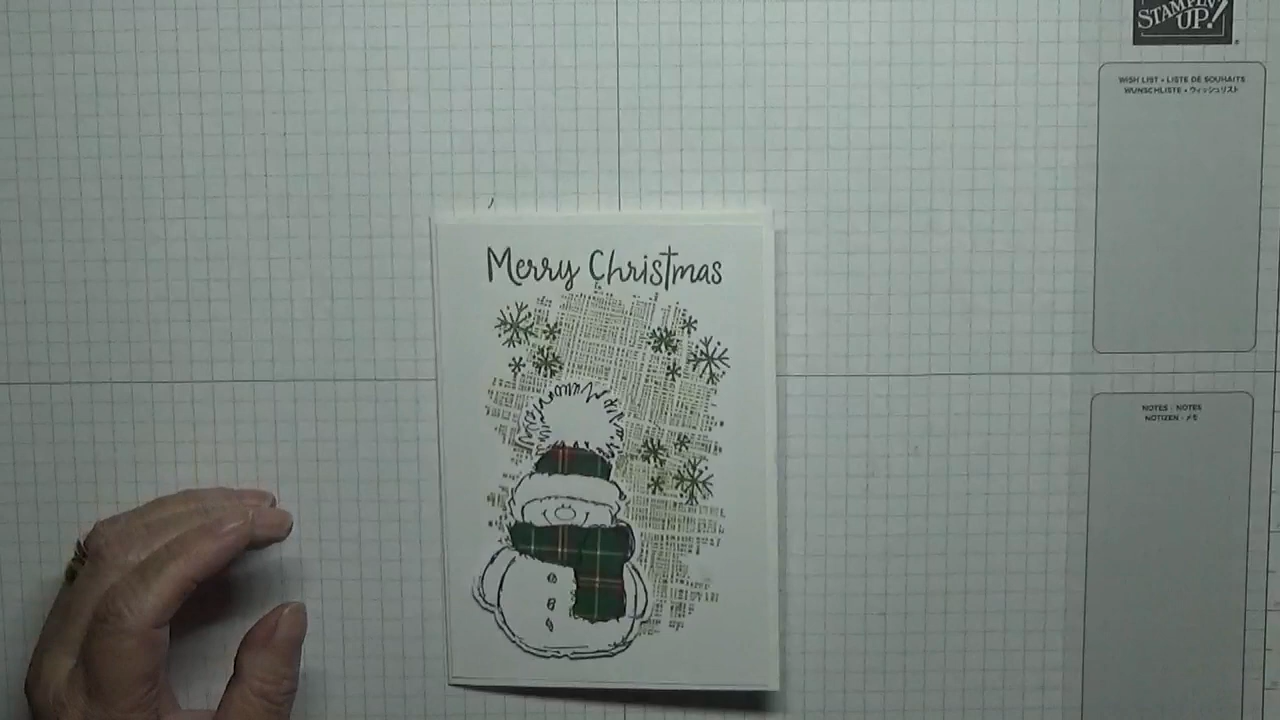 STAMPIN'
UP!
WISH LIST • LISTE DE SOUHAITS
WUNSCHLISTE • ウィッシュリスト
Merry Christmas
NOTES • NOTES
NOTIZEN • メモ